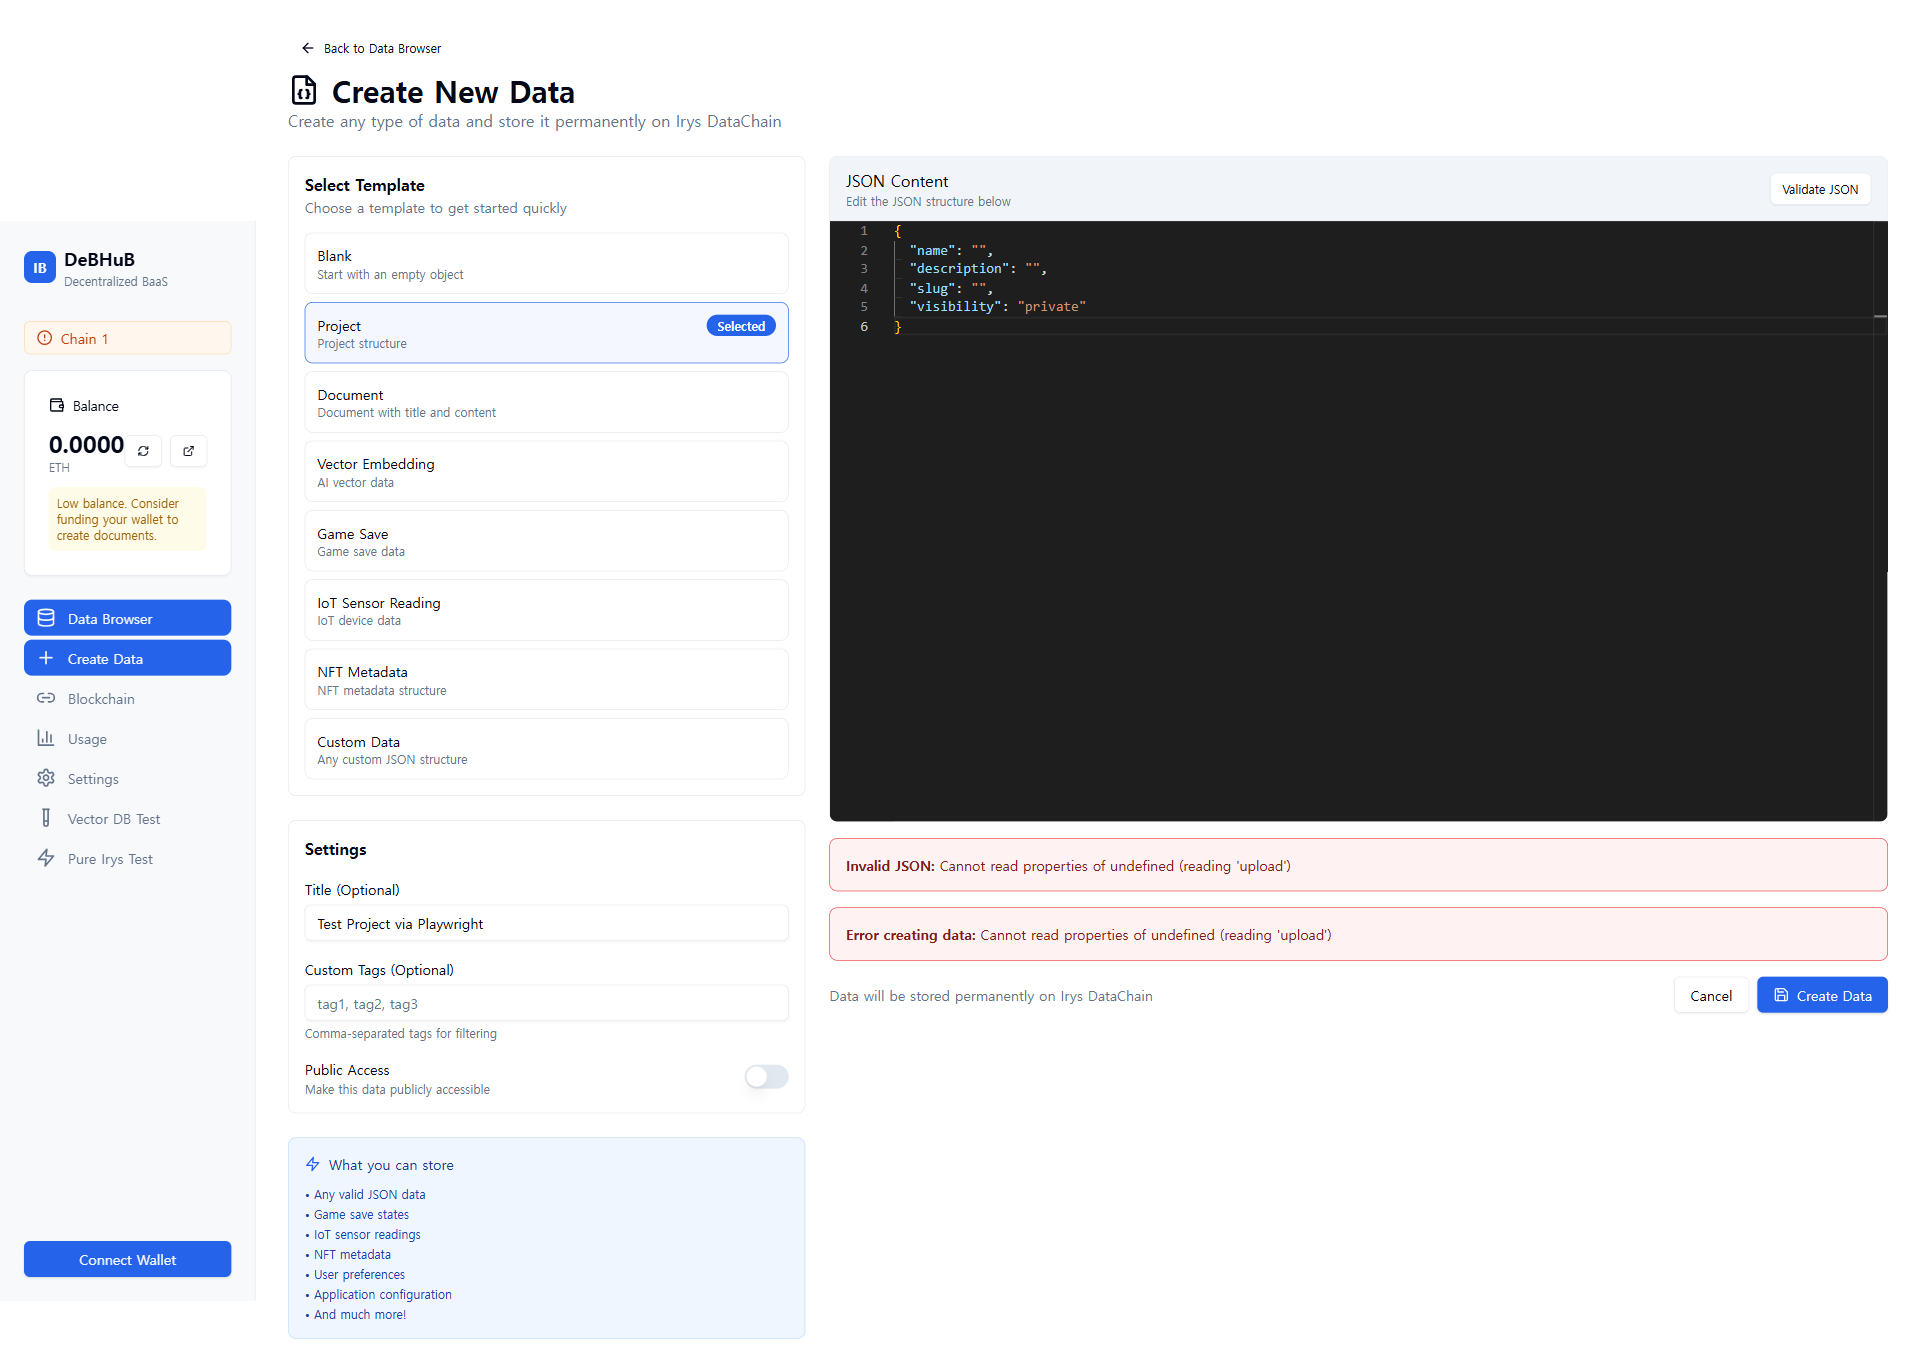 Back to Data Browser
Create New Data
Create any type of data and store it permanently on Irys DataChain
IB
DeBHuB
Decentralized BaaS
Chain 1
Balance
0.0000
ETH
Low balance. Consider
funding your wallet to
create documents.
Data Browser
Create Data
Blockchain
Usage
Settings
Vector DB Test
Pure Irys Test
Connect Wallet
Select Template
Choose a template to get started quickly
Blank
Start with an empty object
Project
Project structure
Selected
Document
Document with title and content
Vector Embedding
AI vector data
Game Save
Game save data
IoT Sensor Reading
IoT device data
NFT Metadata
NFT metadata structure
Custom Data
Any custom JSON structure
Settings
Title (Optional)
Test Project via Playwright
Custom Tags (Optional)
tag1, tag2, tag3
Comma-separated tags for filtering
Public Access
Make this data publicly accessible
What you can store
• Any valid JSON data
• Game save states
• IoT sensor readings
• NFT metadata
• User preferences
• Application configuration
• And much more!
JSON Content
Edit the JSON structure below
Validate JSON
1 {
2 "name": "",
3 "description": "",
4 "slug": "",
5 "visibility": "private"
6 }
Invalid JSON: Cannot read properties of undefined (reading 'upload')
Error creating data: Cannot read properties of undefined (reading 'upload')
Data will be stored permanently on Irys DataChain
Cancel
Create Data